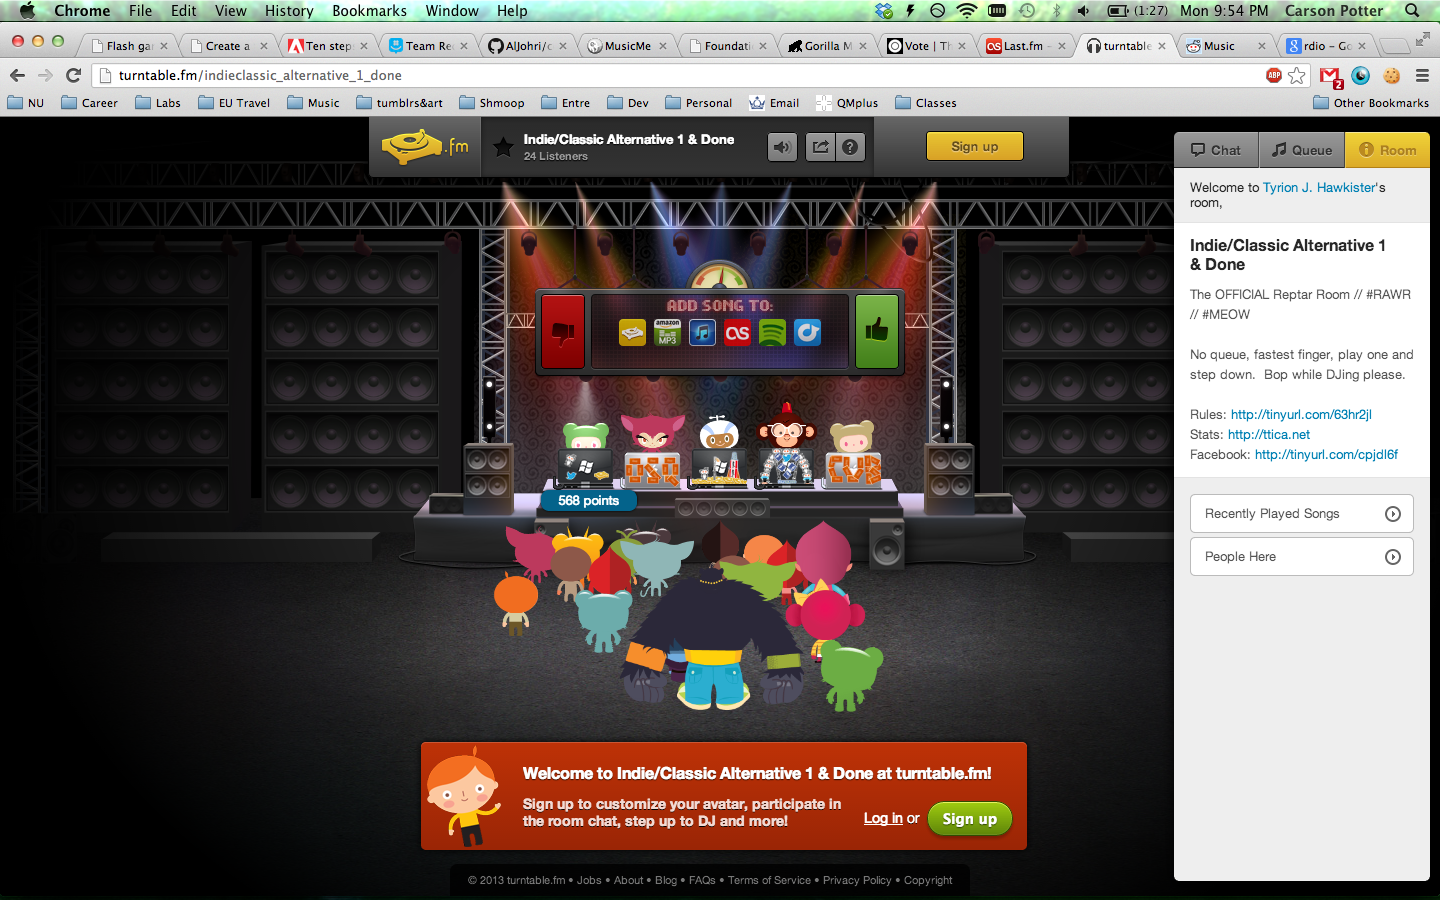 Chrome File Edit View History Bookmarks Window Help (1:27) Mon 9:54 PM Carson Potter
Flash gar Create a Ten step Team Re AlJohri/c MusicMe Foundati Gorilla M Vote | Th Last.fm - turntable Music rdio - Go
turntable.fm/indieclassic_alternative_1_done ABP 2
NU Career Labs EU Travel Music tumblrs&art Shmoop Entre Dev Personal Email QMplus Classes Other Bookmarks
.fm
Indie/Classic Alternative 1 & Done
24 Listeners
Sign up
Chat Queue Room
Welcome to Tyrion J. Hawkister's
room,
Indie/Classic Alternative 1
& Done
The OFFICIAL Reptar Room // #RAWR
// #MEOW
No queue, fastest finger, play one and
step down. Bop while DJing please.
Rules: http://tinyurl.com/63hr2jl
Stats: http://ttica.net
Facebook: http://tinyurl.com/cpjdl6f
Recently Played Songs
People Here
ADD SONG TO:
amazon
MP3
CUB
568 points
Welcome to Indie/Classic Alternative 1 & Done at turntable.fm!
Sign up to customize your avatar, participate in
the room chat, step up to DJ and more!
Log in or Sign up
© 2013 turntable.fm • Jobs • About • Blog • FAQs • Terms of Service • Privacy Policy • Copyright